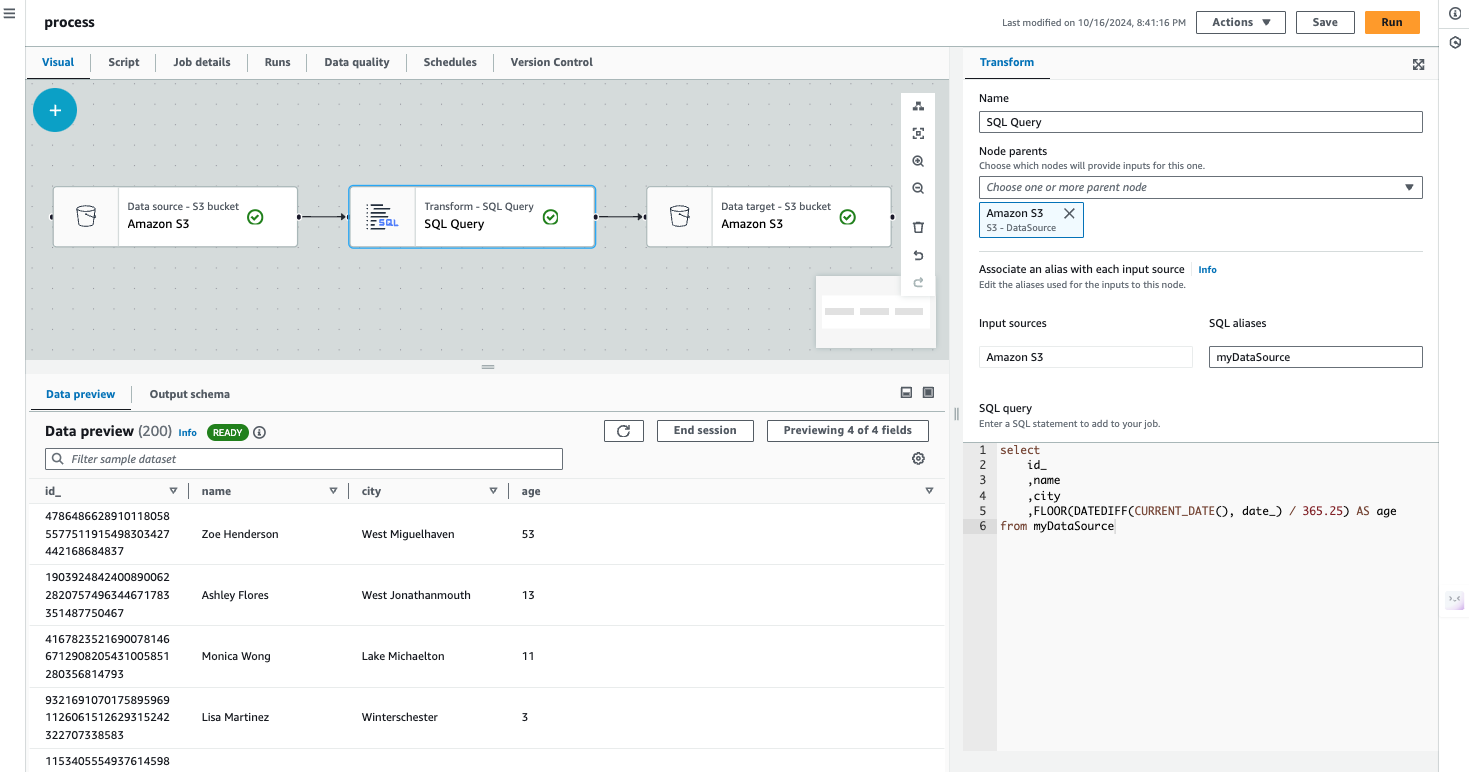 process
Last modified on 10/16/2024, 8:41:16 PM
Actions
Save
Run
Visual
Script
Job details
Runs
Data quality
Schedules
Version Control
+
Data source - S3 bucket
Amazon S3
SQL
Transform - SQL Query
SQL Query
Data target - S3 bucket
Amazon S3
Data preview
Output schema
Data preview (200) Info READY
End session
Previewing 4 of 4 fields
Filter sample dataset
id_ name city age
4786486628910118058
5577511915498303427
442168684837
Zoe Henderson
West Miguelhaven
53
1903924842400890062
2820757496344671783
351487750467
Ashley Flores
West Jonathanmouth
13
4167823521690078146
6712908205431005851
280356814793
Monica Wong
Lake Michaelton
11
9321691070175895969
1126061512629315242
322707338583
Lisa Martinez
Winterschester
3
1153405554937614598
Transform
Name
SQL Query
Node parents
Choose which nodes will provide inputs for this one.
Choose one or more parent node
Amazon S3
S3 - DataSource
Associate an alias with each input source Info
Edit the aliases used for the inputs to this node.
Input sources
SQL aliases
Amazon S3
myDataSource
SQL query
Enter a SQL statement to add to your job.
1 select
2 id_
3 ,name
4 ,city
5 ,FLOOR(DATEDIFF(CURRENT_DATE(), date_) / 365.25) AS age
6 from myDataSource